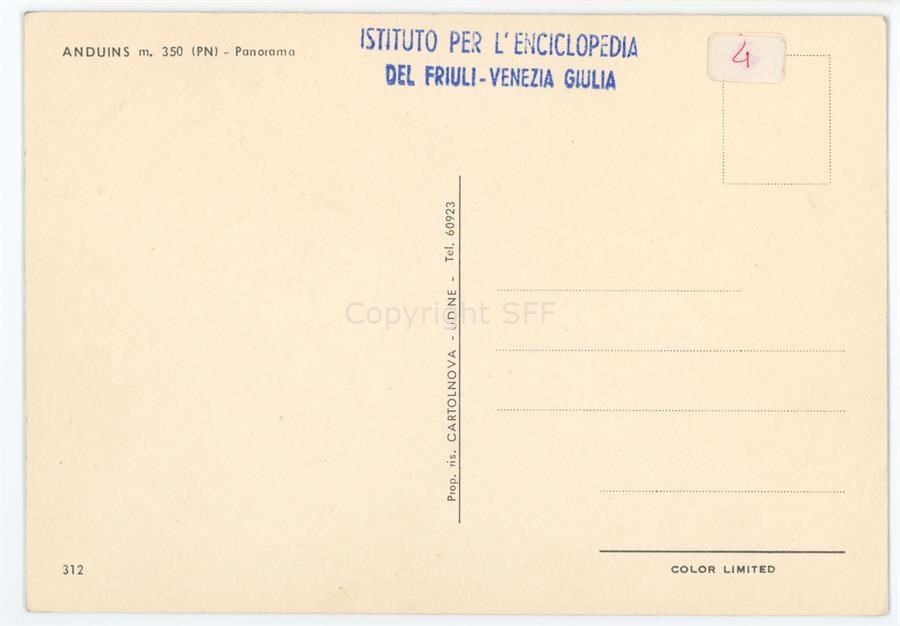 ANDUINS m. 350 (PN) - Panorama
ISTITUTO PER L'ENCICLOPEDIA
DEL FRIULI-VENEZIA GIULIA
4
Prop. ris. CARTOLNOVA - UDINE - Tel. 60923
Copyright SFF
312
COLOR LIMITED